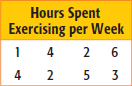 Hours Spent
Exercising per Week
1 4 2 6
4 2 5 3